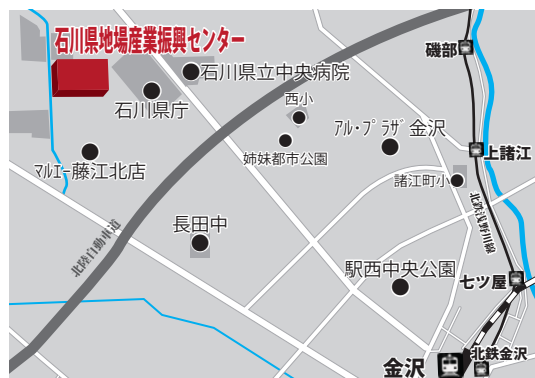 石川県地場産業振興センター
磯部
石川県立中央病院
石川県庁
西小
アル・プラザ金沢
姉妹都市公園
上諸江
マルエー藤江北店
諸江町小
北鉄浅野川線
長田中
北陸自動車道
駅西中央公園
七ツ屋
北鉄金沢
金沢